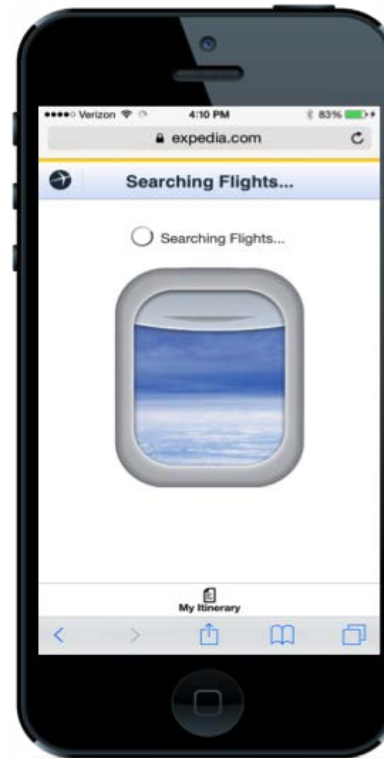 Verizon 4:10 PM 83%
expedia.com
Searching Flights...
Searching Flights...
My Itinerary